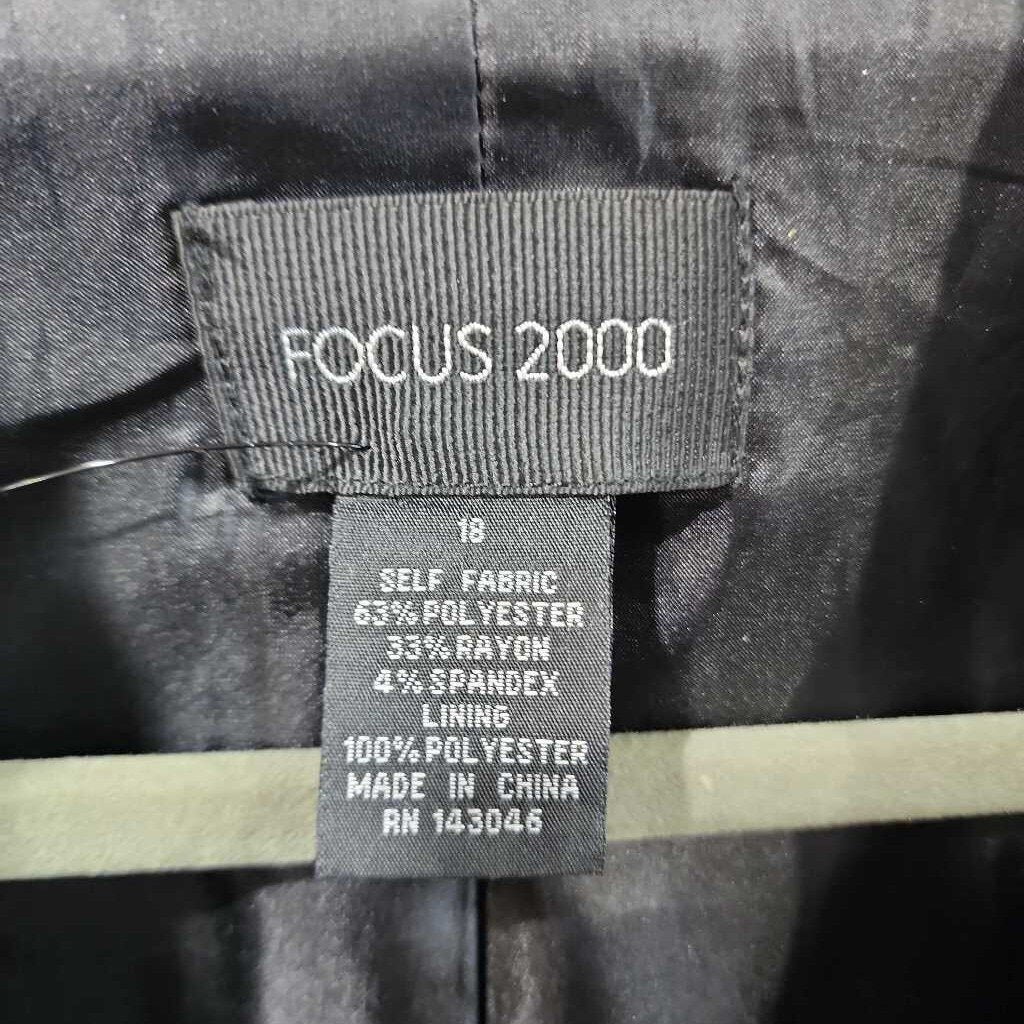 FOCUS 2000
18
SELF FABRIC
63% POLYESTER
33% RAYON
4% SPANDEX
LINING
100% POLYESTER
MADE IN CHINA
RN 143046